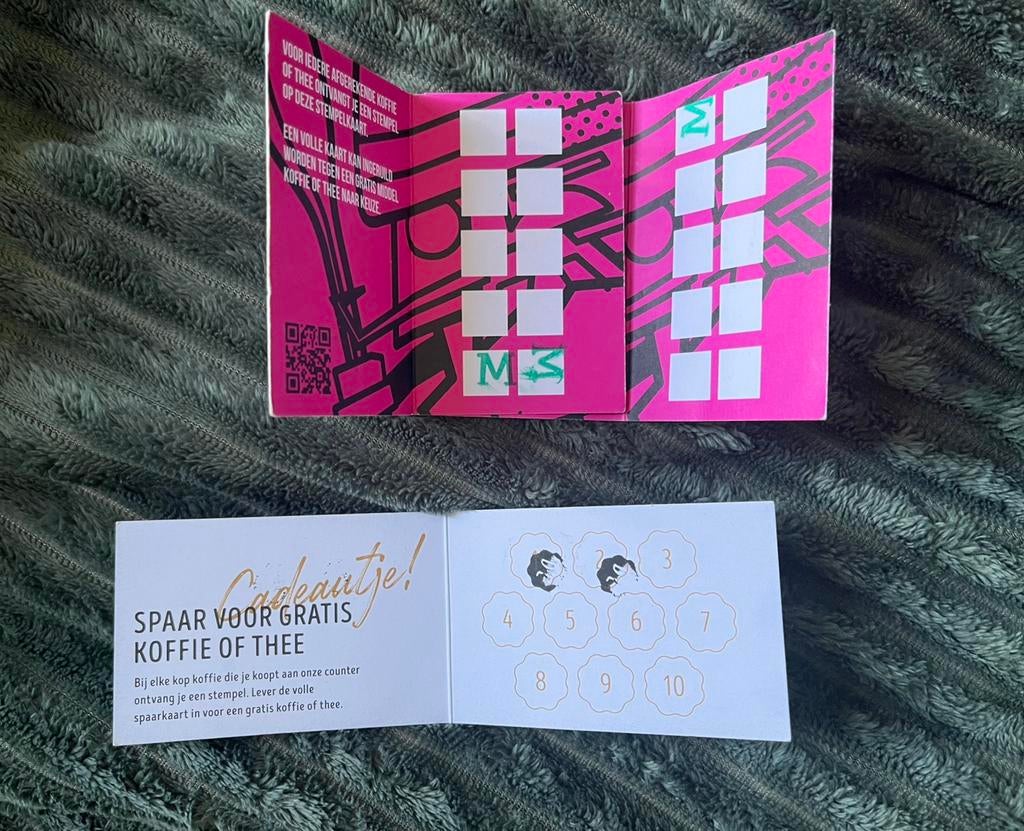 VOOR IEDERE AFGEREKENDE KOFFIE
OF THEE ONTVANGT JE EEN STEMPEL
OP DEZE STEMPELKAART.
EEN VOLLE KAART KAN INGERUILD
WORDEN TEGEN EEN GRATIS MIDDEL
KOFFIE OF THEE NAAR KEUZE.
M
M M
Cadeautje!
SPAAR VOOR GRATIS
KOFFIE OF THEE
Bij elke kop koffie die je koopt aan onze counter
ontvang je een stempel. Lever de volle
spaarkaart in voor een gratis koffie of thee.
2 3
4 5 6 7
8 9 10